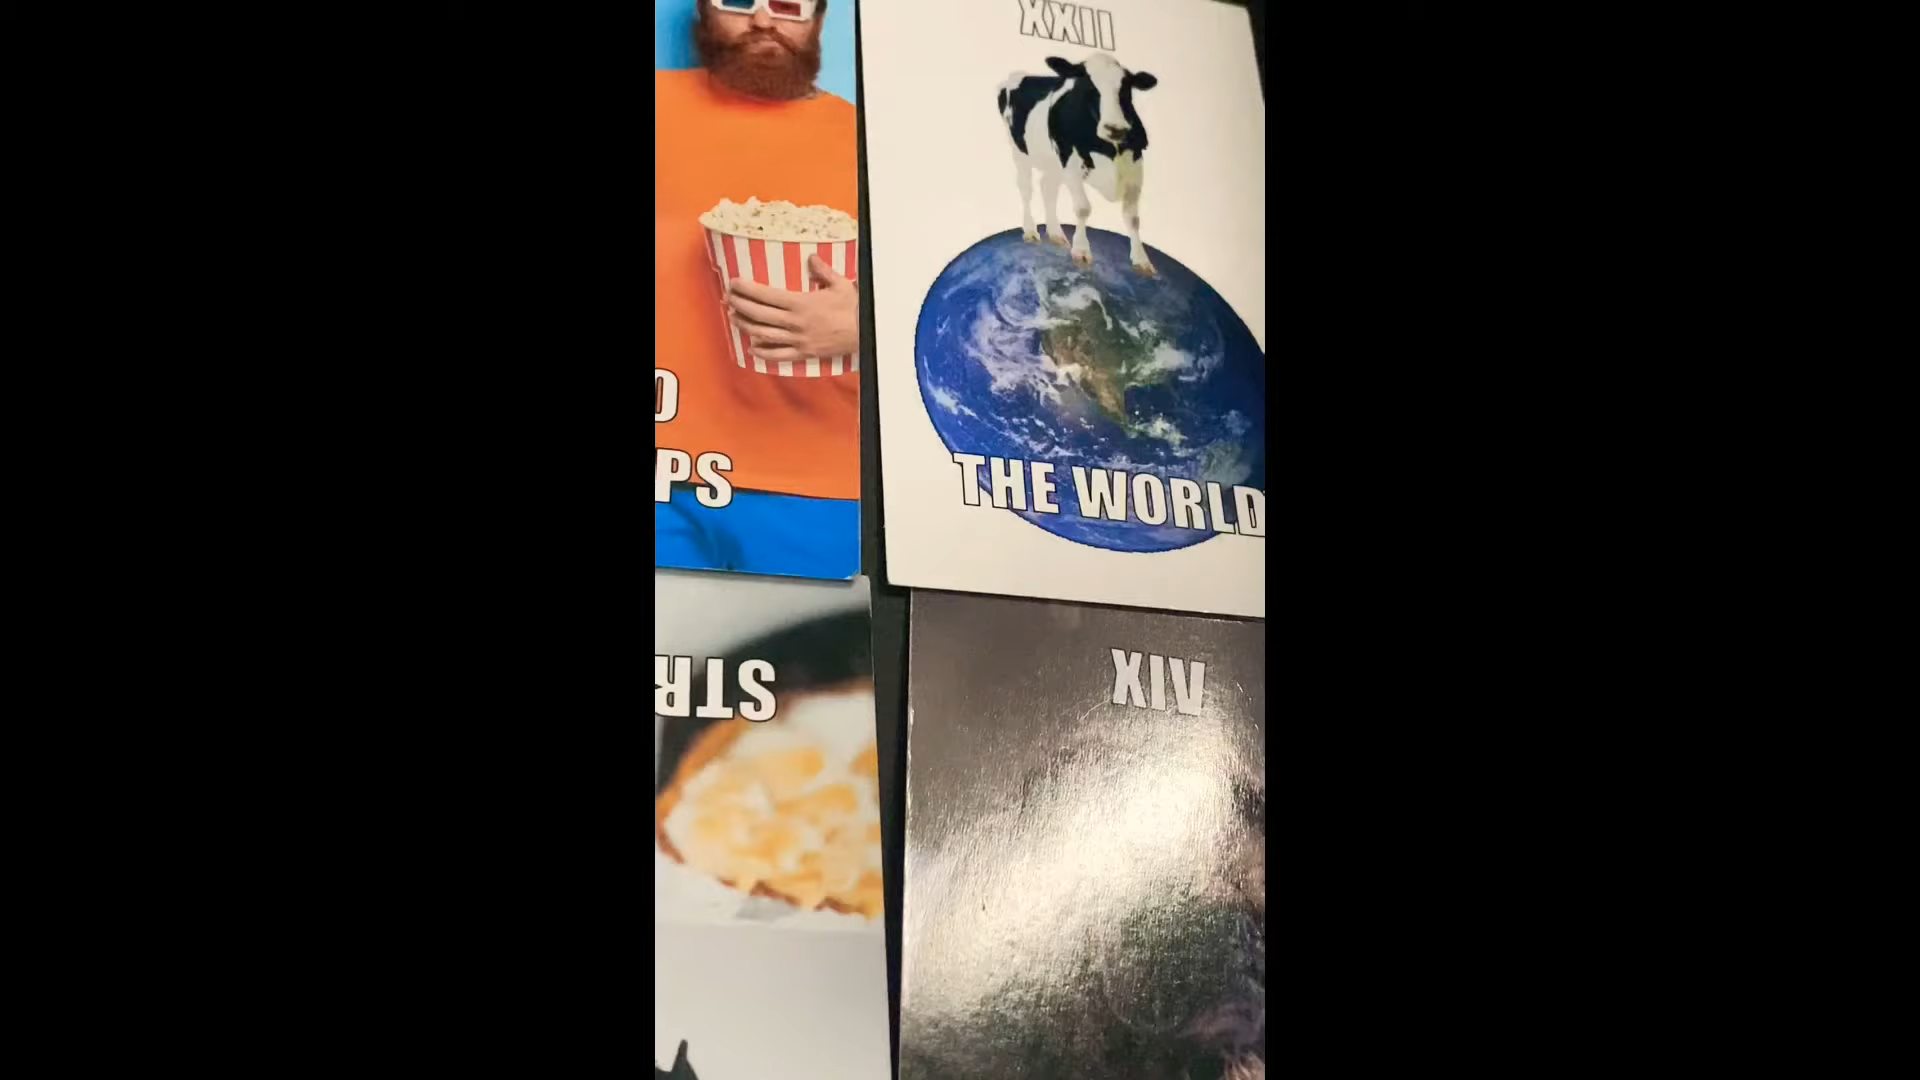 XXII
THE WORLD
PS
STR
XIV